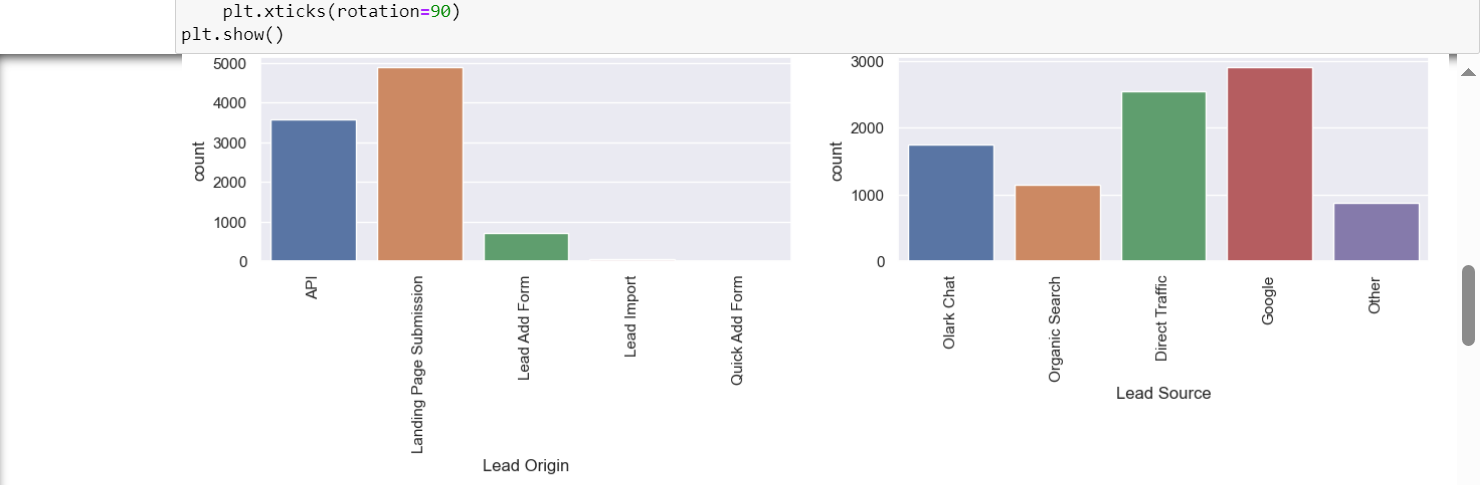 plt.xticks(rotation=90)
plt.show()
5000
4000
3000
2000
1000
0
count
API
Landing Page Submission
Lead Add Form
Lead Import
Quick Add Form
Lead Origin
3000
2000
1000
0
count
Olark Chat
Organic Search
Direct Traffic
Google
Other
Lead Source